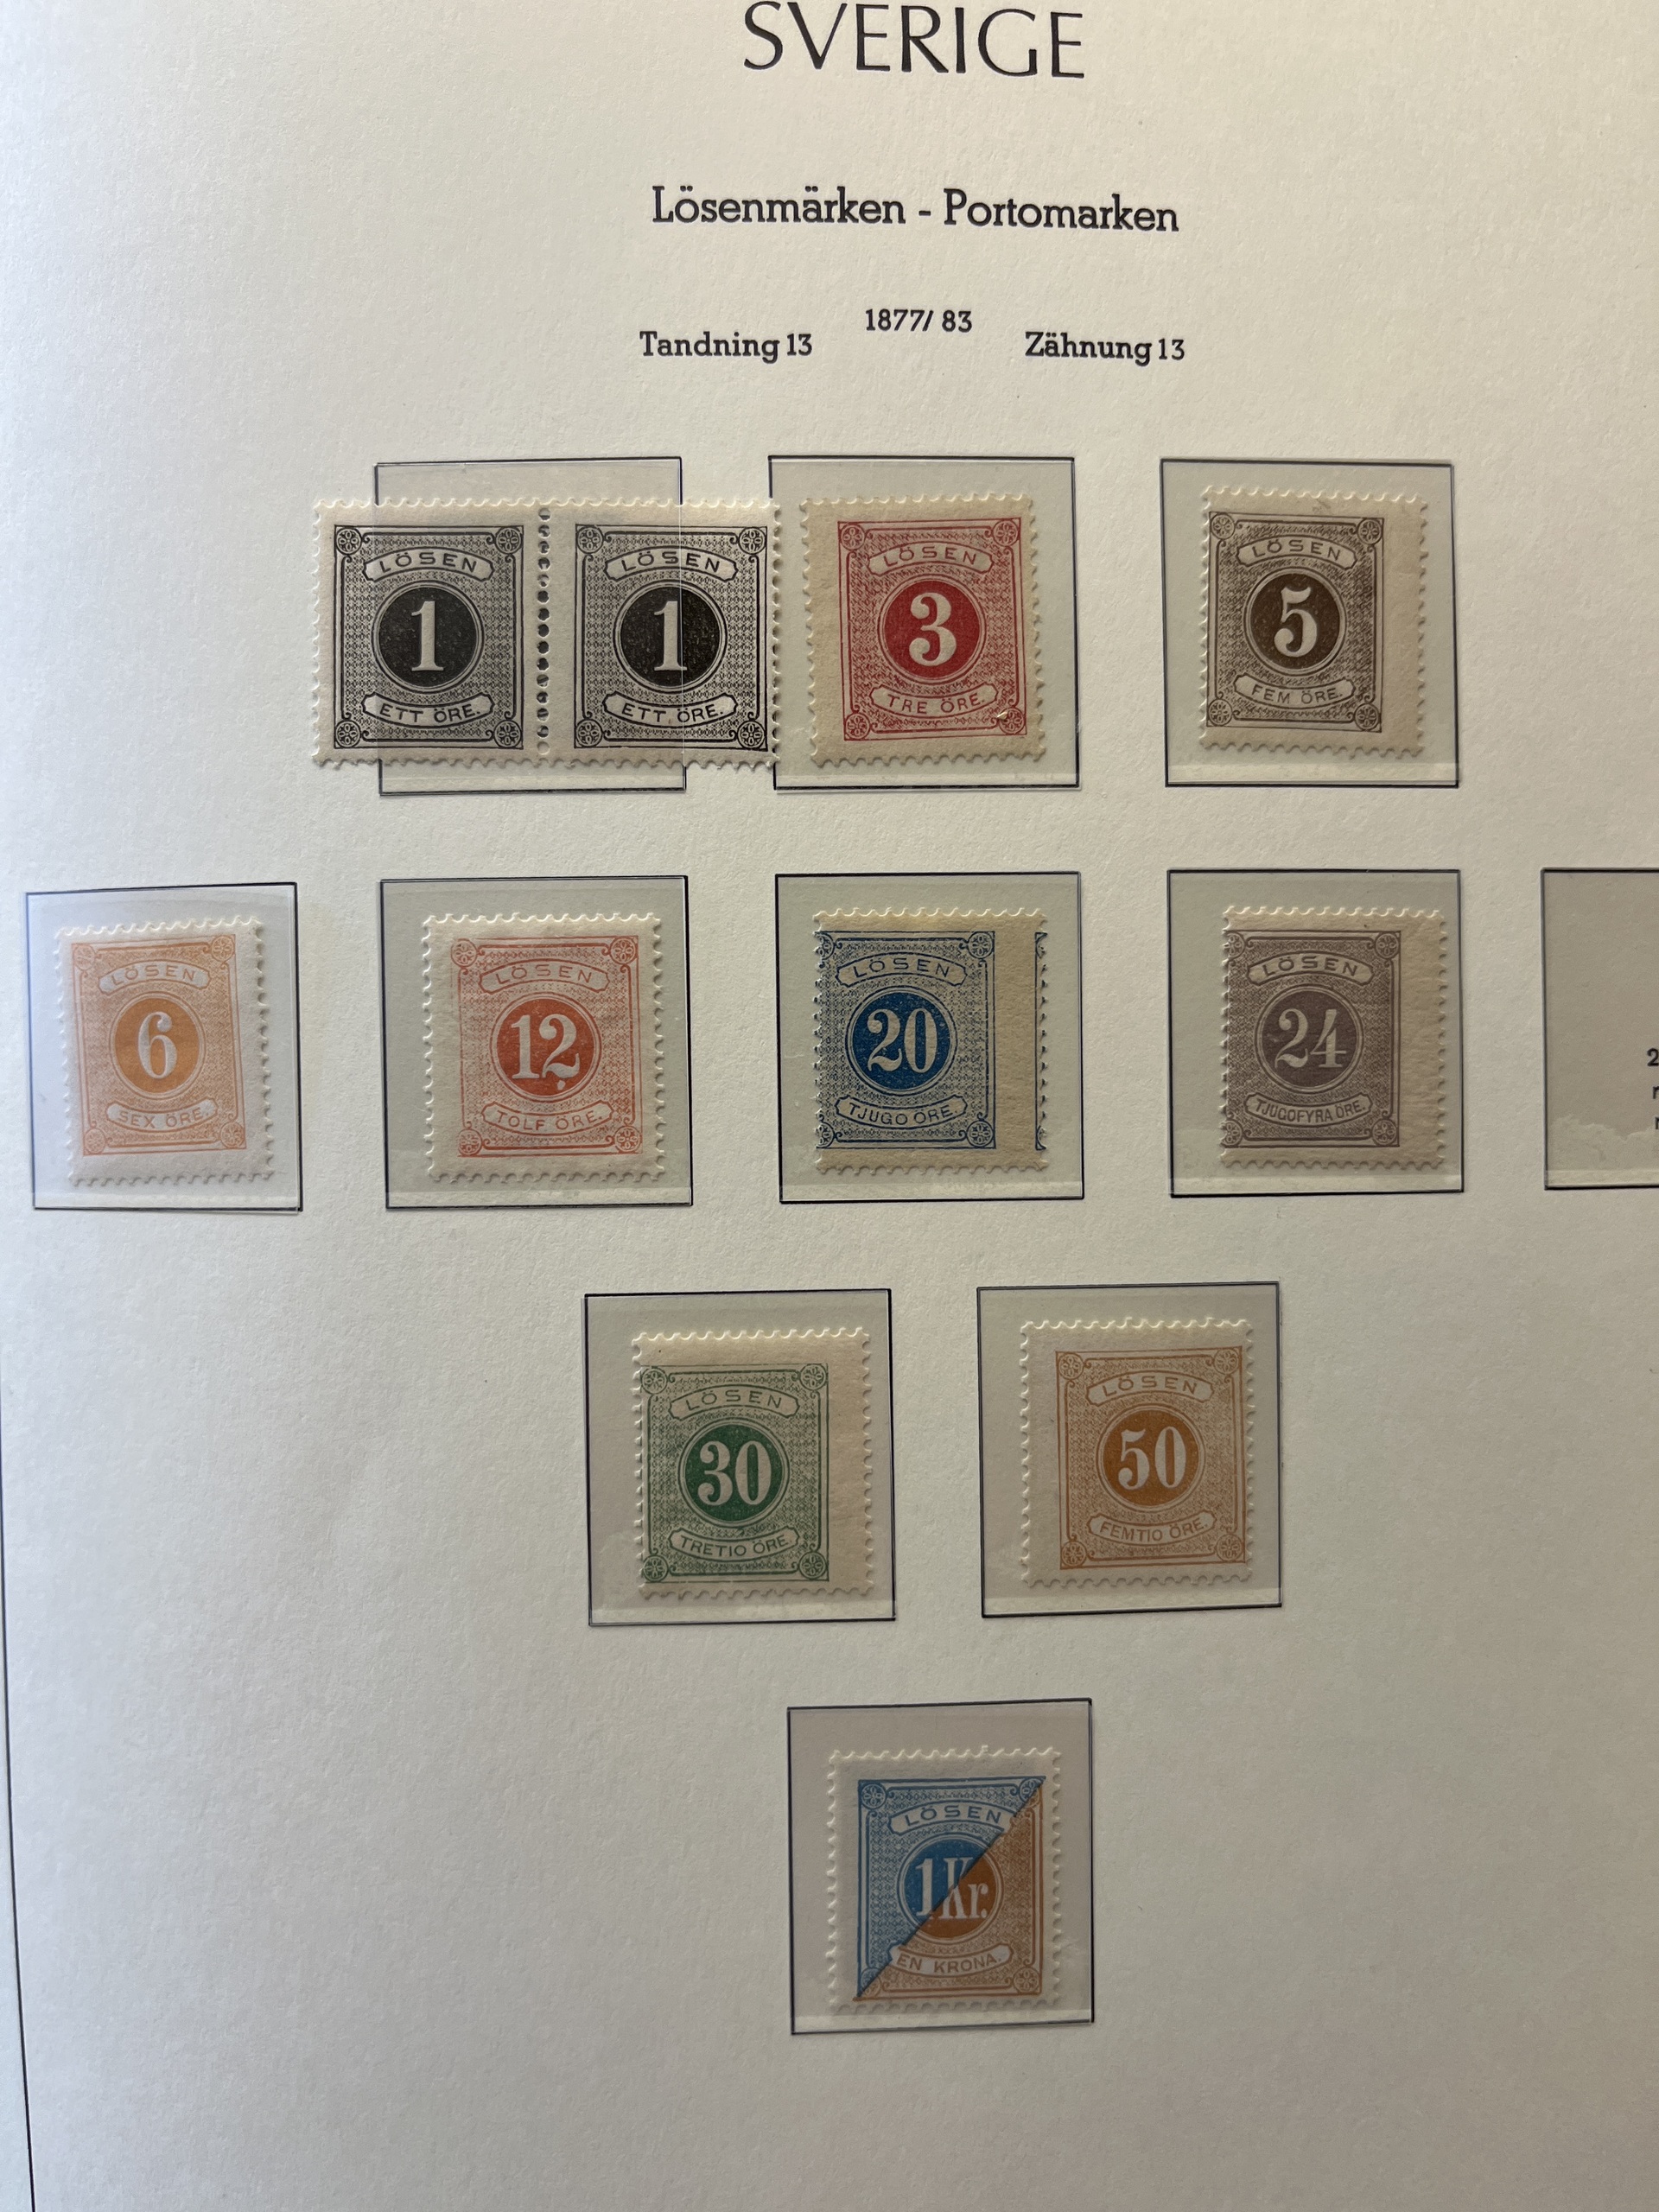 SVERIGE
Lösenmärken - Portomarken
1877/ 83
Tandning 13 Zähnung 13
LÖSEN LÖSEN LÖSEN LÖSEN
1 1 3 5
ETT ÖRE. ETT ÖRE. TRE ÖRE. FEM ÖRE.
LÖSEN LÖSEN LÖSEN LÖSEN
6 12 20 24
SEX ÖRE. TOLF ÖRE. TJUGO ÖRE. TJUGOFYRA ÖRE.
2
LÖSEN LÖSEN
30 50
TRETIO ÖRE. FEMTIO ÖRE.
LÖSEN
1 Kr.
EN KRONA.